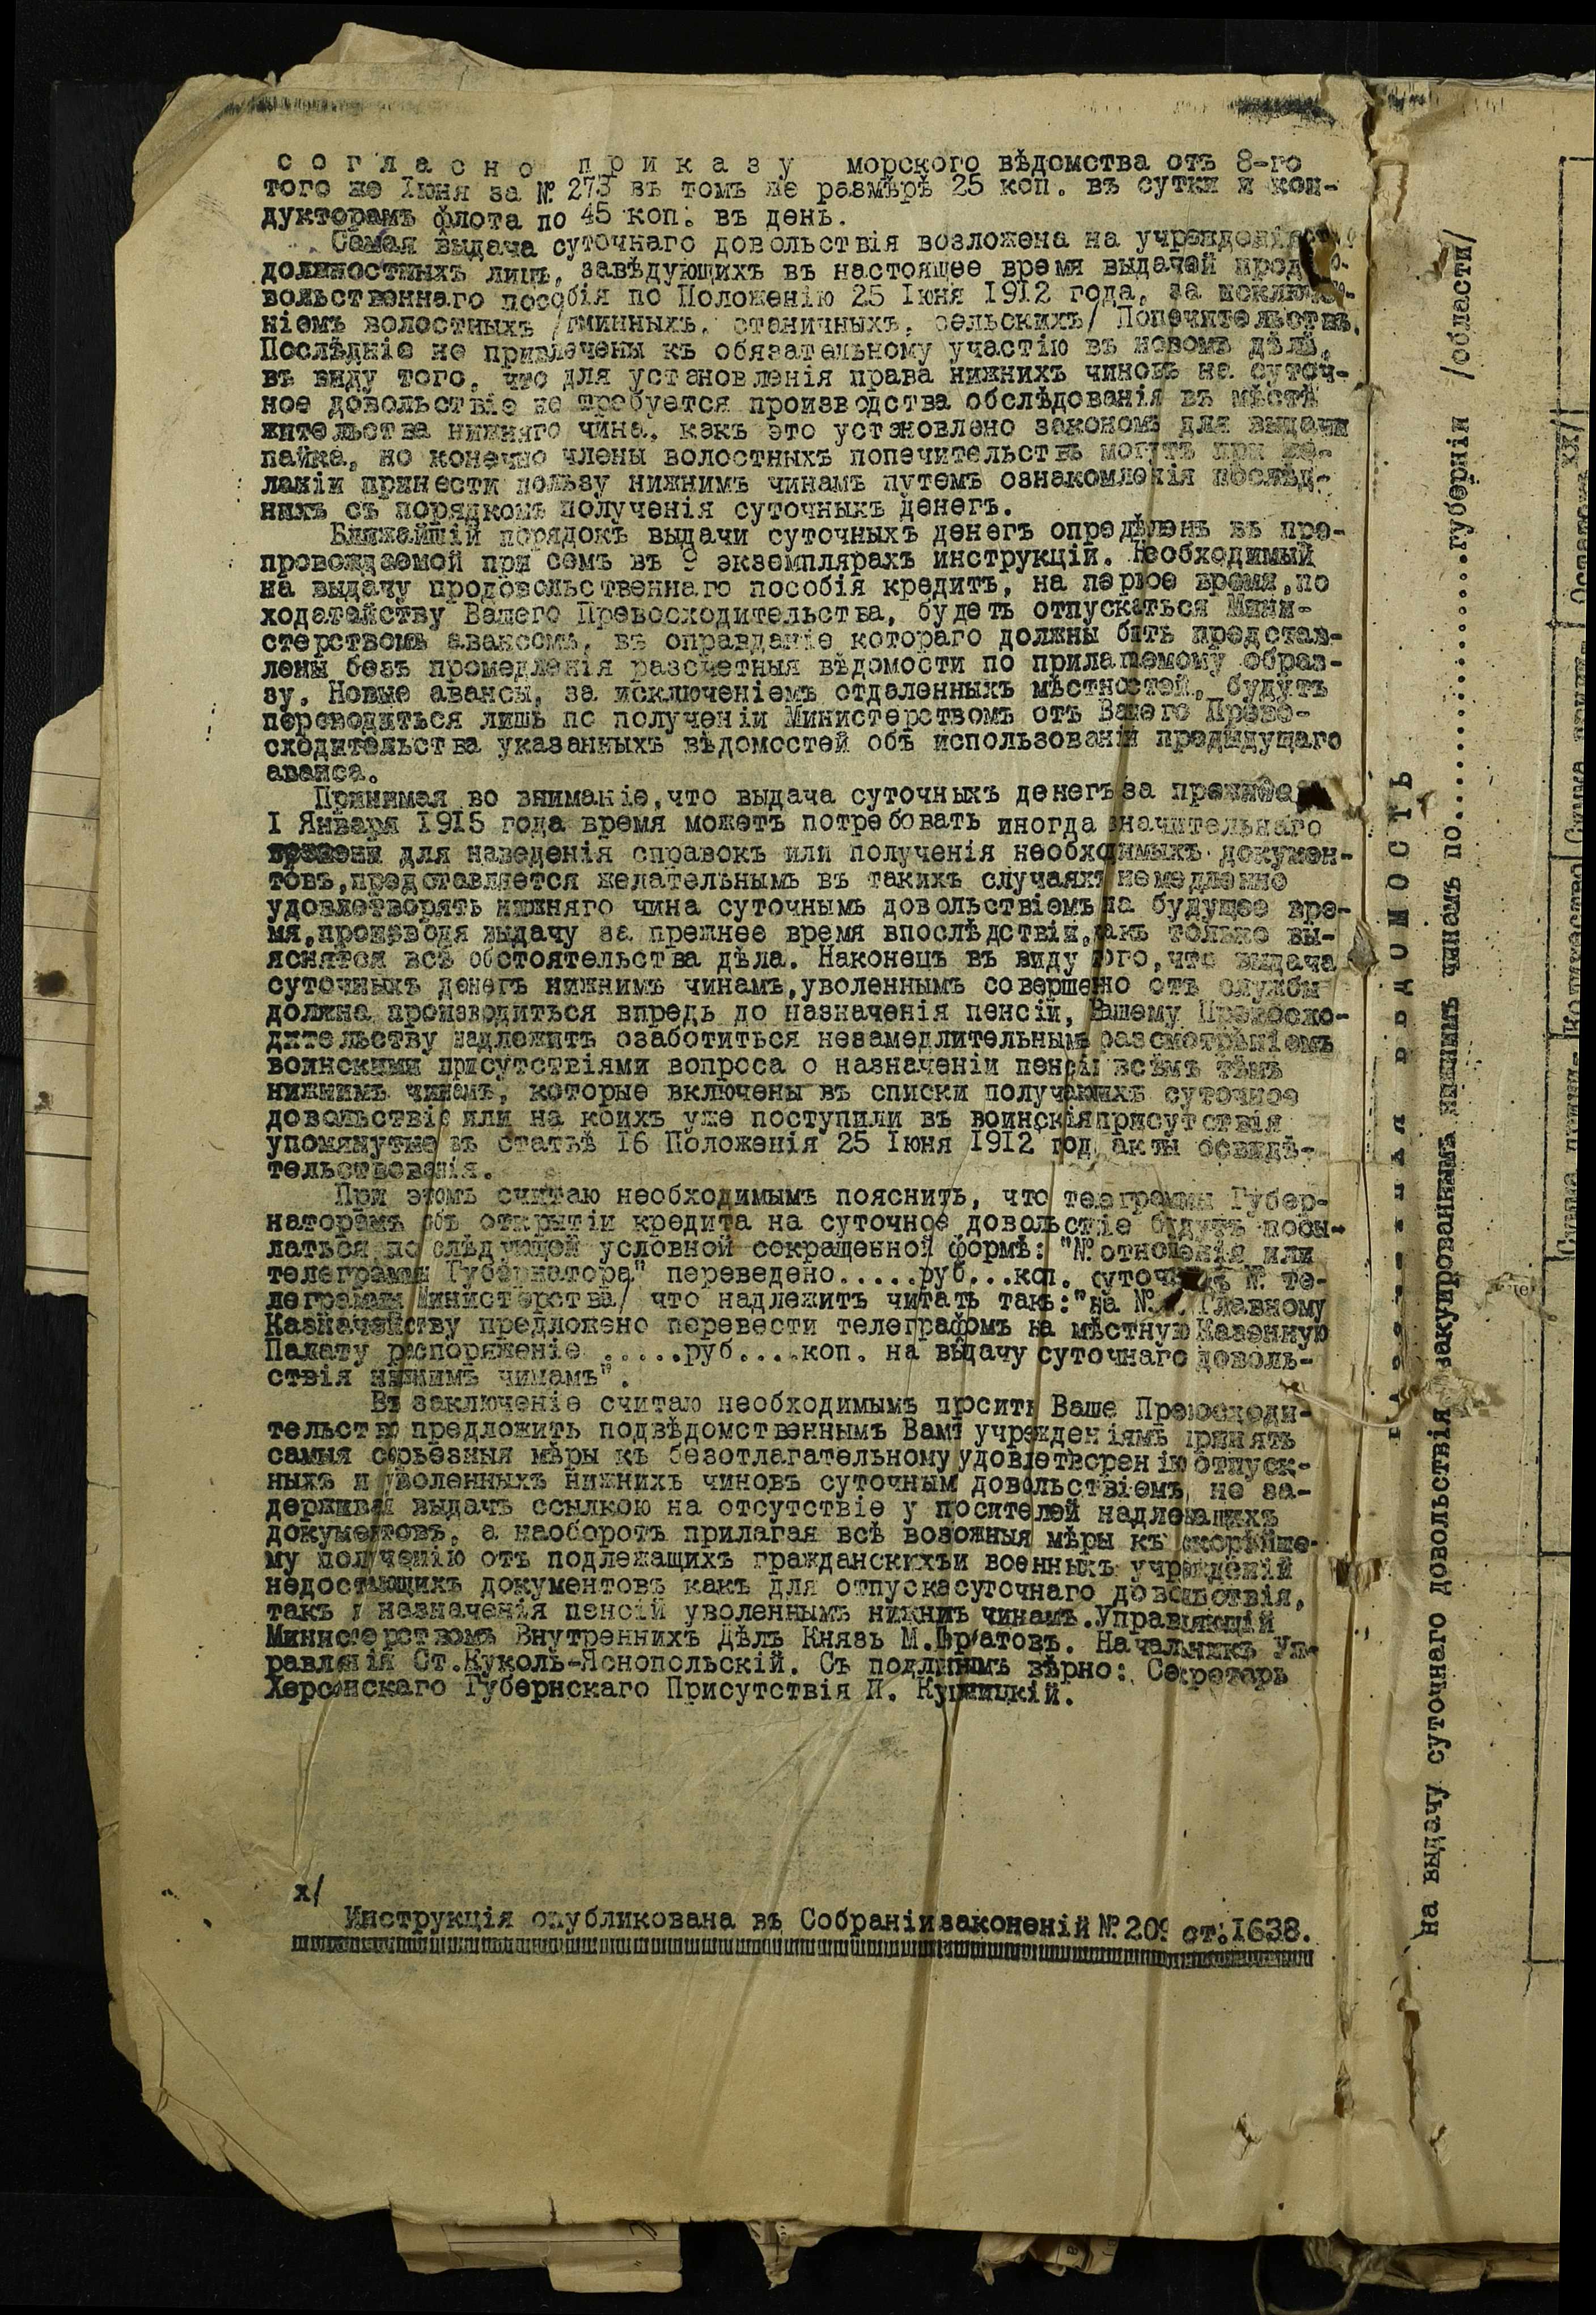 согласно приказу морского вѣдомства отъ 8-го
того же Іюня за № 273 въ томъ же размѣрѣ 25 коп. въ сутки и кон-
дукторамъ флота по 45 коп. въ день.
Самая выдача суточнаго довольствія возложена на учрежденія
должностныхъ лицъ, завѣдующихъ въ настоящее время выдачей прод
вольственнаго пособія по Положенію 25 Іюня 1912 года, за исключе-
ніемъ волостныхъ /гминныхъ, станичныхъ, сельскихъ/ Попечительствъ.
Послѣдніе не привлечены къ обязательному участію въ новомъ дѣлѣ,
въ виду того, что для установленія права нижнихъ чиновъ на суточ-
ное довольствіе не требуется производства обслѣдованія въ мѣстѣ
жительства нижняго чина, какъ это установлено закономъ для выдачи
пайка, но конечно члены волостныхъ попечительствъ могутъ при же-
ланіи принести пользу нижнимъ чинамъ путемъ ознакомленія послѣд-
нихъ съ порядкомъ полученія суточныхъ денегъ.
Ближайшій порядокъ выдачи суточныхъ денегъ опредѣленъ въ пре-
провождаемой при семъ въ 9 экземплярахъ инструкціи. Необходимый
на выдачу продовольственнаго пособія кредитъ, на первое время, по
ходатайству Вашего Превосходительства, будетъ отпускаться Мини-
стерствомъ авансомъ, въ оправданіе котораго должны быть представ-
лены безъ промедленія разсчетныя вѣдомости по прилагаемому образ-
зу. Новые авансы, за исключеніемъ отдаленныхъ мѣстностей, будутъ
переводиться лишь по полученіи Министерствомъ отъ Вашего Прево-
сходительства указанныхъ вѣдомостей объ использованіи предыдущаго
аванса.
Принимая во вниманіе, что выдача суточныхъ денегъ за прежнее
1 Января 1915 года время можетъ потребовать иногда значительнаго
времени для наведенія справокъ или полученія необходимыхъ докумен-
товъ, представляется желательнымъ въ такихъ случаяхъ немедленно
удовлетворять нижняго чина суточнымъ довольствіемъ на будущее вре-
мя, производя выдачу за прежнее время впослѣдствіи, какъ только вы-
яснятся всѣ обстоятельства дѣла. Наконецъ въ виду того, что выдача
суточныхъ денегъ нижнимъ чинамъ, уволеннымъ совершенно отъ службы
должна производиться впредь до назначенія пенсіи, Вашему Превосхо-
дительству надлежитъ озаботиться незамедлительнымъ разсмотрѣніемъ
воинскими присутствіями вопроса о назначеніи пенсіи всѣмъ тѣмъ
нижнимъ чинамъ, которые включены въ списки получающихъ суточное
довольствіе или на коихъ уже поступили въ воинскія присутствія
упомянутые въ статьѣ 16 Положенія 25 Іюня 1912 год акты освидѣ-
тельствованія.
При этомъ считаю необходимымъ пояснить, что телеграммы Губер-
наторамъ объ открытіи кредита на суточное довольствіе будутъ посы-
латься по слѣдующей условной сокращенной формѣ: "№ отношенія или
телеграммы Губернатора" переведено.....руб...коп. суточныхъ № те-
леграммы Министерства/ что надлежитъ читать такъ: "на №.. Главному
Казначейству предложено перевести телеграфомъ на мѣстную Казенную
Палату распоряженіе .....руб....коп. на выдачу суточнаго доволь-
ствія нижнимъ чинамъ".
Въ заключеніе считаю необходимымъ просить Ваше Превосходи-
тельство предложить подвѣдомственнымъ Вамъ учрежденіямъ принять
самыя серьезныя мѣры къ безотлагательному удовлетворенію отпуск-
ныхъ и уволенныхъ нижнихъ чиновъ суточнымъ довольствіемъ, не за-
держивая выдачъ ссылкою на отсутствіе у посителей надлежащихъ
документовъ, а наоборотъ прилагая всѣ возожныя мѣры къ скорѣйше-
му полученію отъ подлежащихъ гражданскихъ и военныхъ учрежденій
недостающихъ документовъ какъ для отпуска суточнаго довольствія,
такъ и назначенія пенсій уволеннымъ нижнимъ чинамъ. Управляющій
Министерствомъ Внутреннихъ Дѣлъ Князь Н.Щербатовъ. Начальникъ Уп-
равленія Ст. Куколь-Яснопольскій. Съ подлиннымъ вѣрно: Секретарь
Херсонскаго Губернскаго Присутствія П.
х/
Инструкція опубликована въ Собраніи законеній № 209 ст. 1638.
ВѢДОМОСТЬ
на выдачу суточнаго довольствія эвакуированнымъ нижнимъ чинамъ по..............губерніи /области/